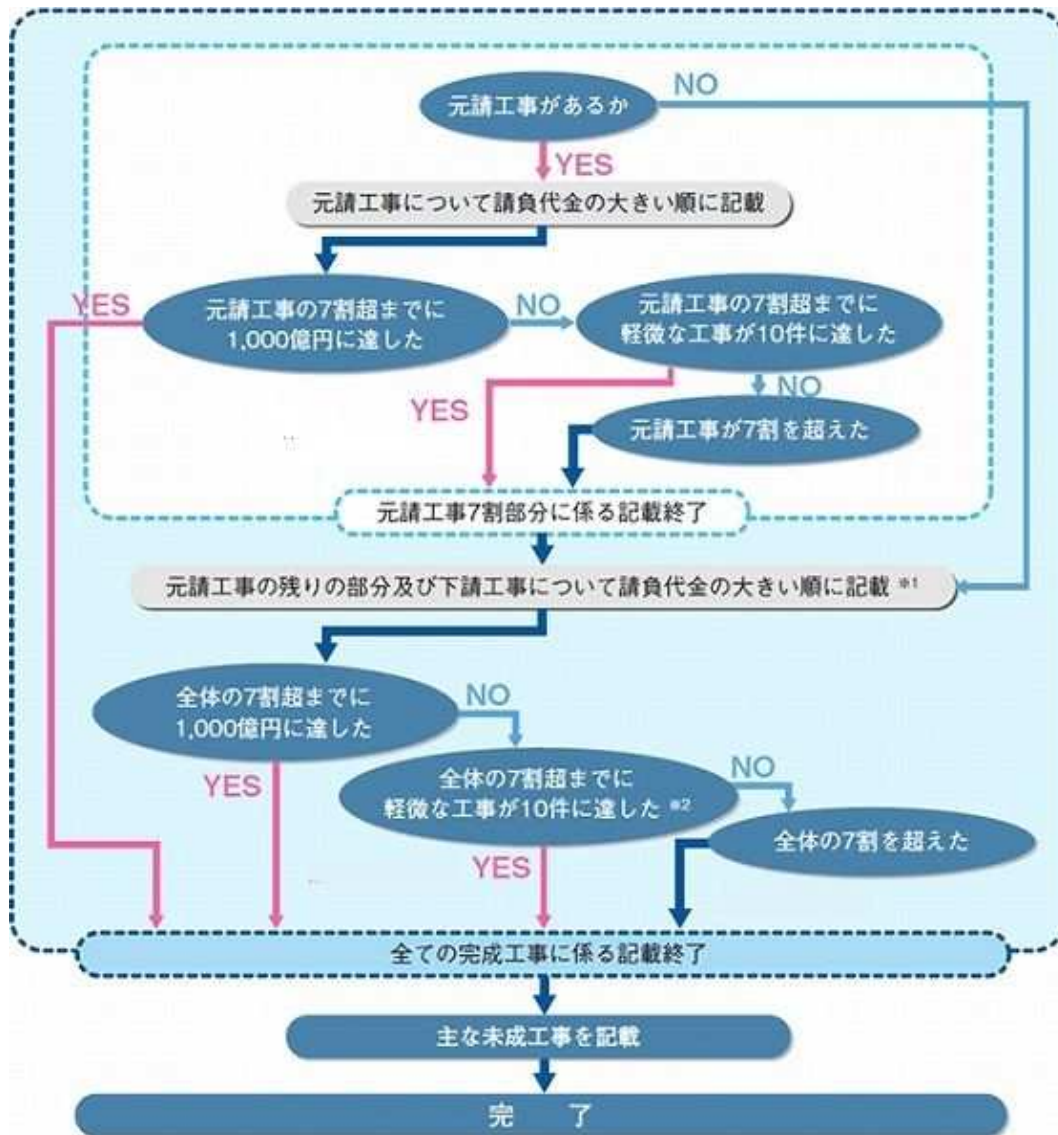 元請工事があるか
NO
YES
元請工事について請負代金の大きい順に記載
YES
元請工事の7割超までに
1,000億円に達した
NO
元請工事の7割超までに
軽微な工事が10件に達した
YES
NO
元請工事が7割を超えた
元請工事7割部分に係る記載終了
元請工事の残りの部分及び下請工事について請負代金の大きい順に記載 ※1
全体の7割超までに
1,000億円に達した
NO
YES
全体の7割超までに
軽微な工事が10件に達した ※2
NO
YES
全体の7割を超えた
全ての完成工事に係る記載終了
主な未成工事を記載
完　了